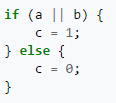 if (a || b) {
    c = 1;
} else {
    c = 0;
}